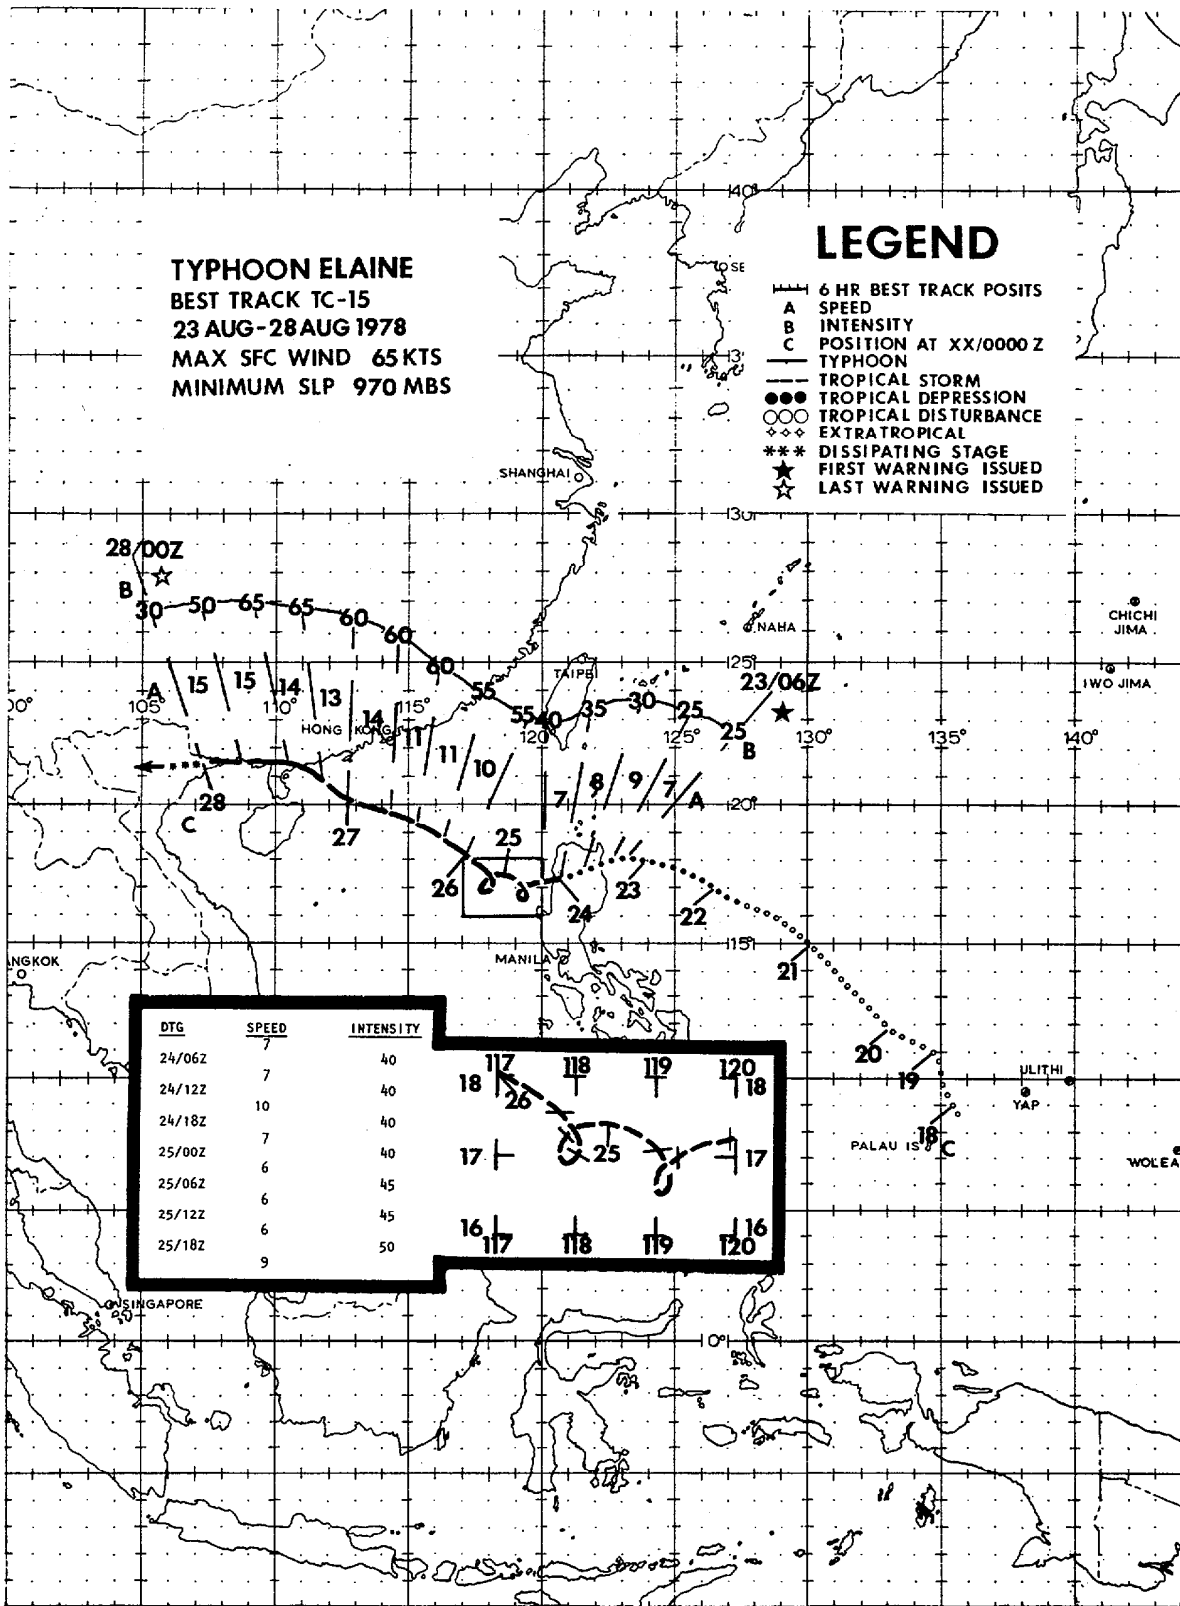 40°
TYPHOON ELAINE
BEST TRACK TC-15
23 AUG-28 AUG 1978
MAX SFC WIND 65 KTS
MINIMUM SLP 970 MBS
LEGEND
6 HR BEST TRACK POSITS
A SPEED
B INTENSITY
C POSITION AT XX/0000 Z
TYPHOON
TROPICAL STORM
TROPICAL DEPRESSION
TROPICAL DISTURBANCE
EXTRATROPICAL
DISSIPATING STAGE
FIRST WARNING ISSUED
LAST WARNING ISSUED
SE
3
SHANGHAI
30°
28/00Z
B
30 50 65 65 60 60 60 55 55 40 35 30 25 25
B
NAHA
CHICHI
JIMA
IWO JIMA
25°
TAIPEI
23/06Z
A 15 15 14 13 14 11 11 10 7 8 9 7 A
00° 105° 110° 115° 120° 125° 130° 135° 140°
HONG KONG
20°
28
C
27
26
25
24
23
22
21
20
19
18
C
15°
ANGKOK
MANILA
ULITHI
YAP
PALAU IS
WOLEA
DTG SPEED INTENSITY
7
24/06Z 40
7
24/12Z 40
10
24/18Z 40
7
25/00Z 40
6
25/06Z 45
6
25/12Z 45
6
25/18Z 50
9
117 118 119 120
18 18
26
25
17 17
16 16
117 118 119 120
SINGAPORE
0°